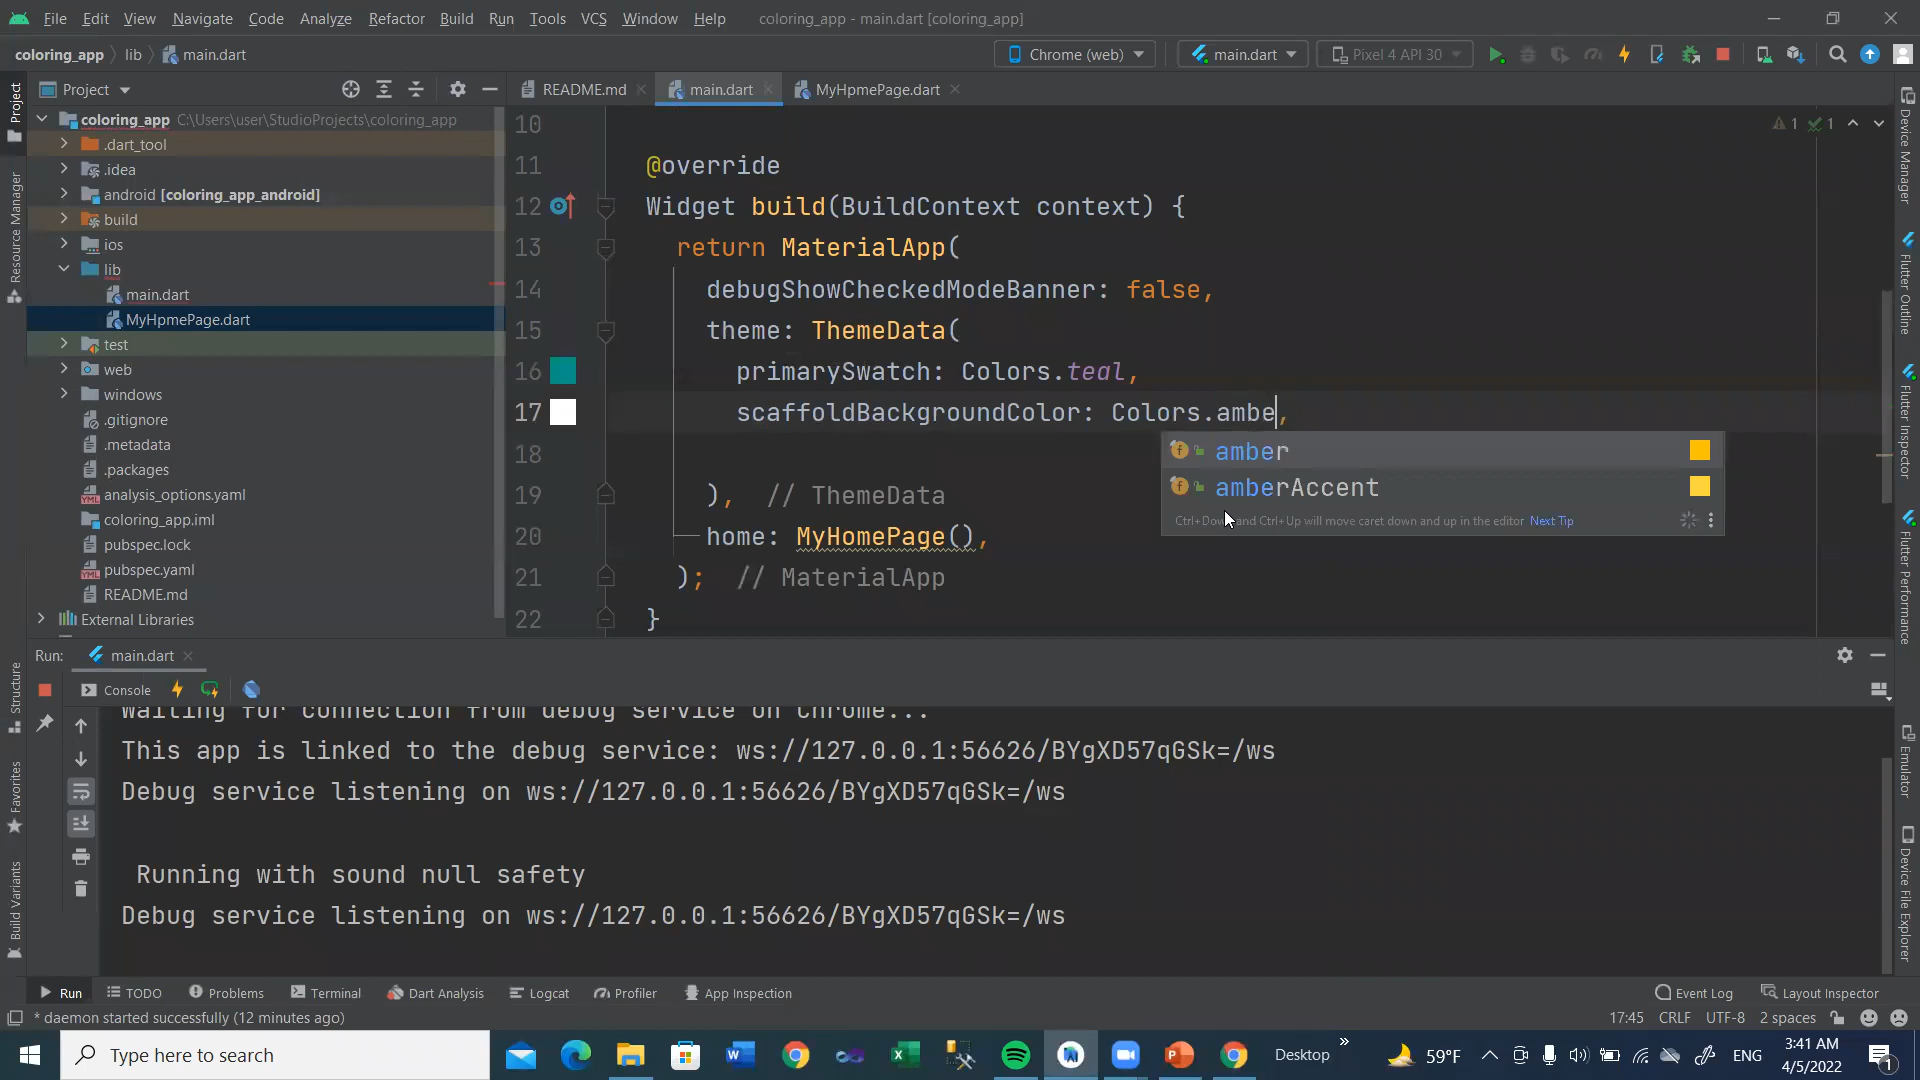 File Edit View Navigate Code Analyze Refactor Build Run Tools VCS Window Help coloring_app - main.dart [coloring_app]
coloring_app lib main.dart Chrome (web) main.dart Pixel 4 API 30
Project README.md main.dart MyHpmePage.dart
coloring_app C:\Users\user\StudioProjects\coloring_app
.dart_tool
.idea
android [coloring_app_android]
build
ios
lib
main.dart
MyHpmePage.dart
test
web
windows
.gitignore
.metadata
.packages
analysis_options.yaml
coloring_app.iml
pubspec.lock
pubspec.yaml
README.md
External Libraries
1 1
10
11 @override
12 Widget build(BuildContext context) {
13 return MaterialApp(
14 debugShowCheckedModeBanner: false,
15 theme: ThemeData(
16 primarySwatch: Colors.teal,
17 scaffoldBackgroundColor: Colors.ambe,
18
19 ), // ThemeData
20 home: MyHomePage(),
21 ); // MaterialApp
22 }
amber
amberAccent
Ctrl+Down and Ctrl+Up will move caret down and up in the editor Next Tip
Project
Resource Manager
Structure
Favorites
Build Variants
Device Manager
Flutter Outline
Flutter Inspector
Flutter Performance
Emulator
Device File Explorer
Run: main.dart
Console
Waiting for connection from debug service on Chrome...
This app is linked to the debug service: ws://127.0.0.1:56626/BYgXD57qGSk=/ws
Debug service listening on ws://127.0.0.1:56626/BYgXD57qGSk=/ws
Running with sound null safety
Debug service listening on ws://127.0.0.1:56626/BYgXD57qGSk=/ws
Run TODO Problems Terminal Dart Analysis Logcat Profiler App Inspection Event Log Layout Inspector
* daemon started successfully (12 minutes ago) 17:45 CRLF UTF-8 2 spaces
Type here to search Desktop » 59°F ENG 3:41 AM
4/5/2022 1